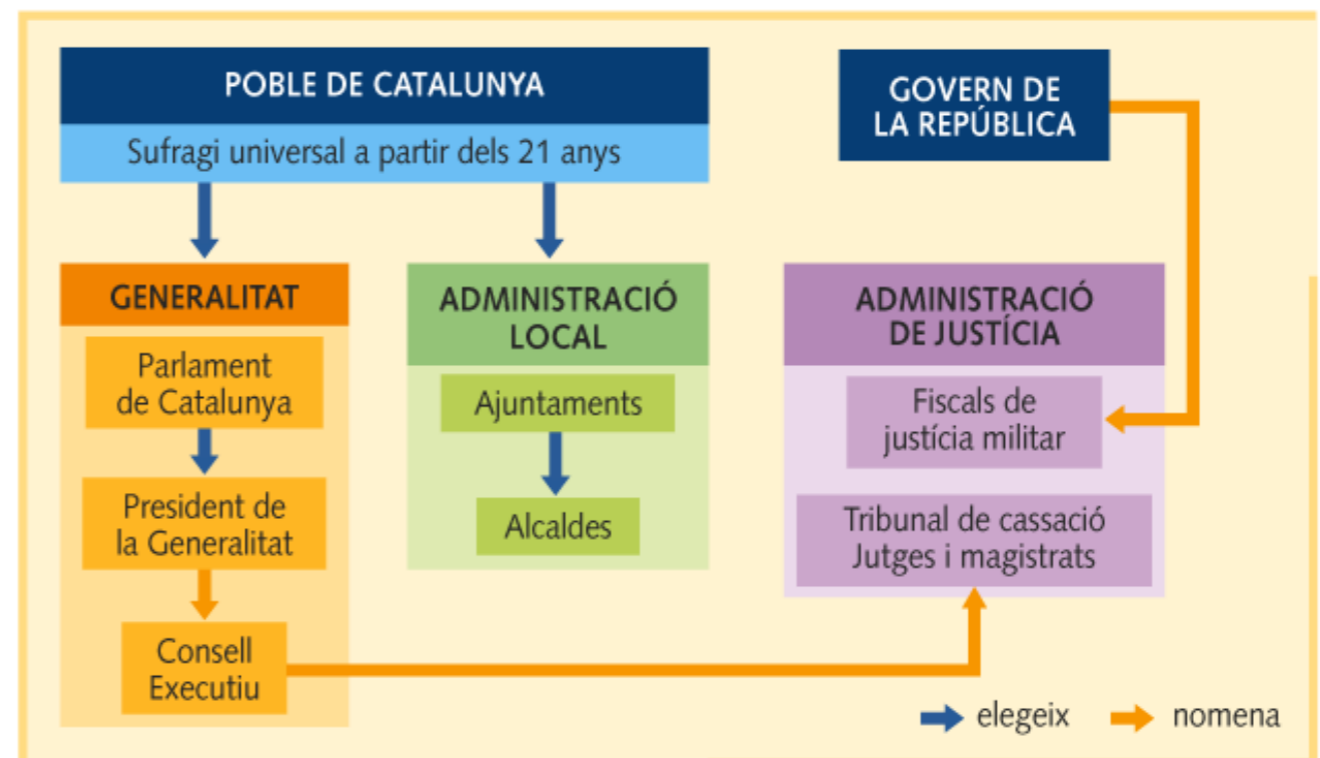 POBLE DE CATALUNYA
Sufragi universal a partir dels 21 anys
GOVERN DE
LA REPÚBLICA
GENERALITAT
Parlament
de Catalunya
President de
la Generalitat
Consell
Executiu
ADMINISTRACIÓ
LOCAL
Ajuntaments
Alcaldes
ADMINISTRACIÓ
DE JUSTÍCIA
Fiscals de
justícia militar
Tribunal de cassació
Jutges i magistrats
elegeix
nomena